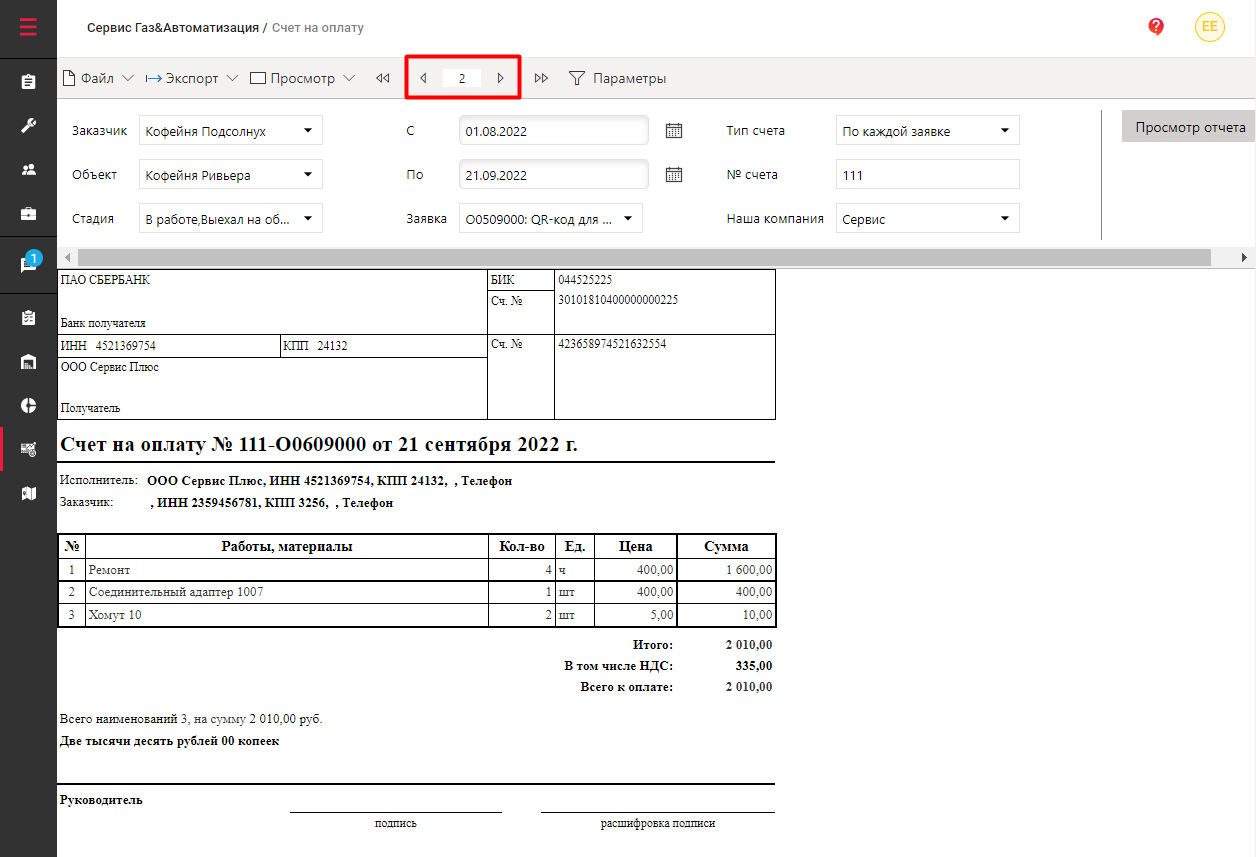 Сервис Газ&Автоматизация / Счет на оплату
?
EE
Файл Экспорт Просмотр 2 Параметры
Заказчик Кофейня Подсолнух С 01.08.2022 Тип счета По каждой заявке Просмотр отчета
Объект Кофейня Ривьера По 21.09.2022 № счета 111
Стадия В работе,Выехал на об... Заявка O0509000: QR-код для ... Наша компания Сервис
1
ПАО СБЕРБАНК БИК 044525225
Сч. № 30101810400000000225
Банк получателя
ИНН 4521369754 КПП 24132 Сч. № 423658974521632554
ООО Сервис Плюс
Получатель
Счет на оплату № 111-O0609000 от 21 сентября 2022 г.
Исполнитель: ООО Сервис Плюс, ИНН 4521369754, КПП 24132, , Телефон
Заказчик: , ИНН 2359456781, КПП 3256, , Телефон
№ Работы, материалы Кол-во Ед. Цена Сумма
1 Ремонт 4 ч 400,00 1 600,00
2 Соединительный адаптер 1007 1 шт 400,00 400,00
3 Хомут 10 2 шт 5,00 10,00
Итого: 2 010,00
В том числе НДС: 335,00
Всего к оплате: 2 010,00
Всего наименований 3, на сумму 2 010,00 руб.
Две тысячи десять рублей 00 копеек
Руководитель
подпись расшифровка подписи